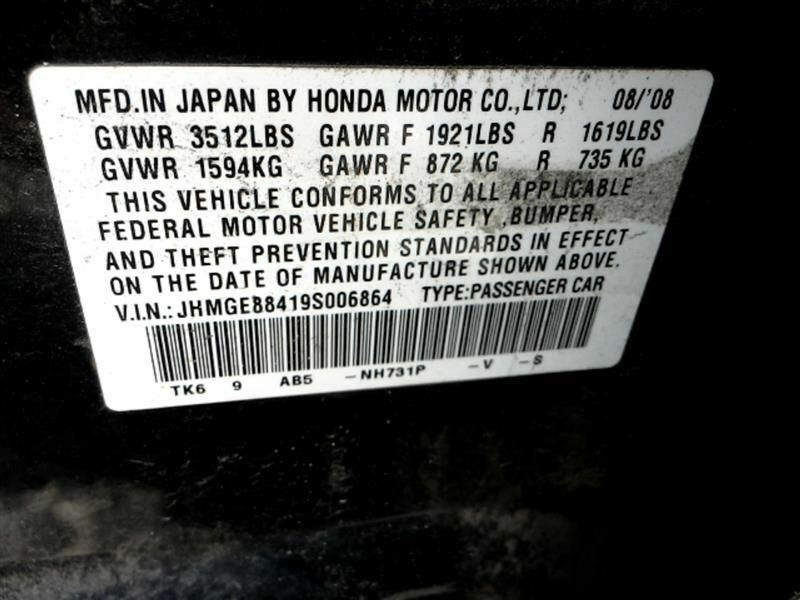 MFD.IN JAPAN BY HONDA MOTOR CO.,LTD; 08/'08
GVWR 3512LBS GAWR F 1921LBS R 1619LBS
GVWR 1594KG GAWR F 872 KG R 735 KG
THIS VEHICLE CONFORMS TO ALL APPLICABLE
FEDERAL MOTOR VEHICLE SAFETY ,BUMPER,
AND THEFT PREVENTION STANDARDS IN EFFECT
ON THE DATE OF MANUFACTURE SHOWN ABOVE.
V.I.N.:JHMGE88419S006864 TYPE:PASSENGER CAR
TK6 9 AB5 -NH731P -V -S